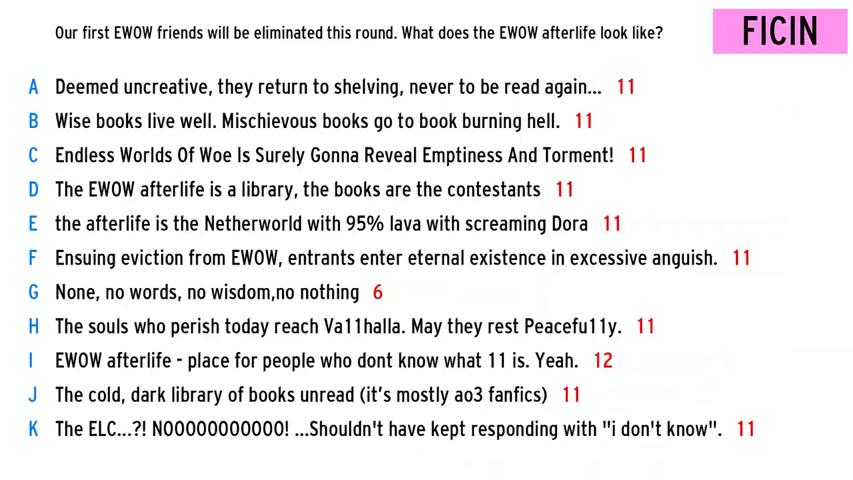 Our first EWOW friends will be eliminated this round. What does the EWOW afterlife look like?
FICIN
A Deemed uncreative, they return to shelving, never to be read again... 11
B Wise books live well. Mischievous books go to book burning hell. 11
C Endless Worlds Of Woe Is Surely Gonna Reveal Emptiness And Torment! 11
D The EWOW afterlife is a library, the books are the contestants 11
E the afterlife is the Netherworld with 95% lava with screaming Dora 11
F Ensuing eviction from EWOW, entrants enter eternal existence in excessive anguish. 11
G None, no words, no wisdom,no nothing 6
H The souls who perish today reach Va11halla. May they rest Peacefu11y. 11
I EWOW afterlife - place for people who dont know what 11 is. Yeah. 12
J The cold, dark library of books unread (it's mostly ao3 fanfics) 11
K The ELC...?! NOOOOOOOOOOO! ...Shouldn't have kept responding with "i don't know". 11